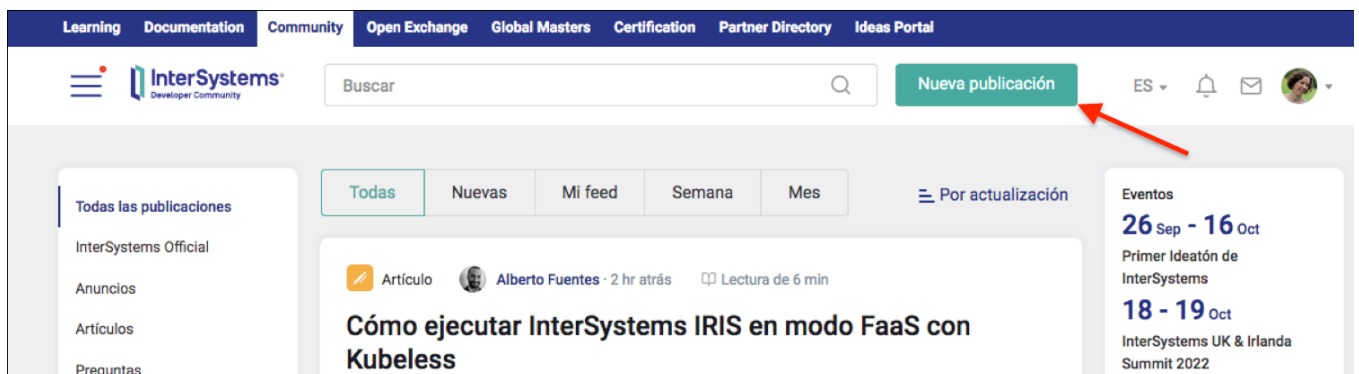 Learning Documentation Community Open Exchange Global Masters Certification Partner Directory Ideas Portal
InterSystems®
Developer Community
Buscar
Nueva publicación
ES
Todas las publicaciones
InterSystems Official
Anuncios
Artículos
Preguntas
Todas Nuevas Mi feed Semana Mes
Por actualización
Artículo Alberto Fuentes · 2 hr atrás Lectura de 6 min
Cómo ejecutar InterSystems IRIS en modo FaaS con
Kubeless
Eventos
26 Sep - 16 Oct
Primer Ideatón de
InterSystems
18 - 19 Oct
InterSystems UK & Irlanda
Summit 2022